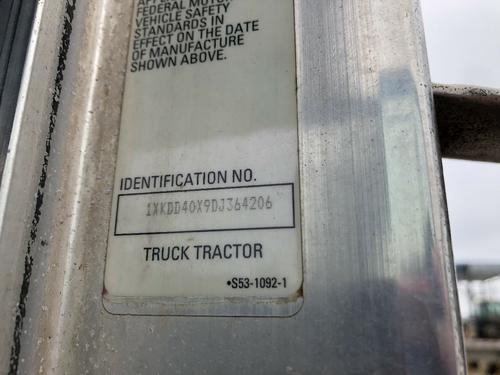 FEDERAL MOTOR
VEHICLE SAFETY
STANDARDS IN
EFFECT ON THE DATE
OF MANUFACTURE
SHOWN ABOVE.
IDENTIFICATION NO.
1XKDD40X9DJ364206
TRUCK TRACTOR
•S53-1092-1